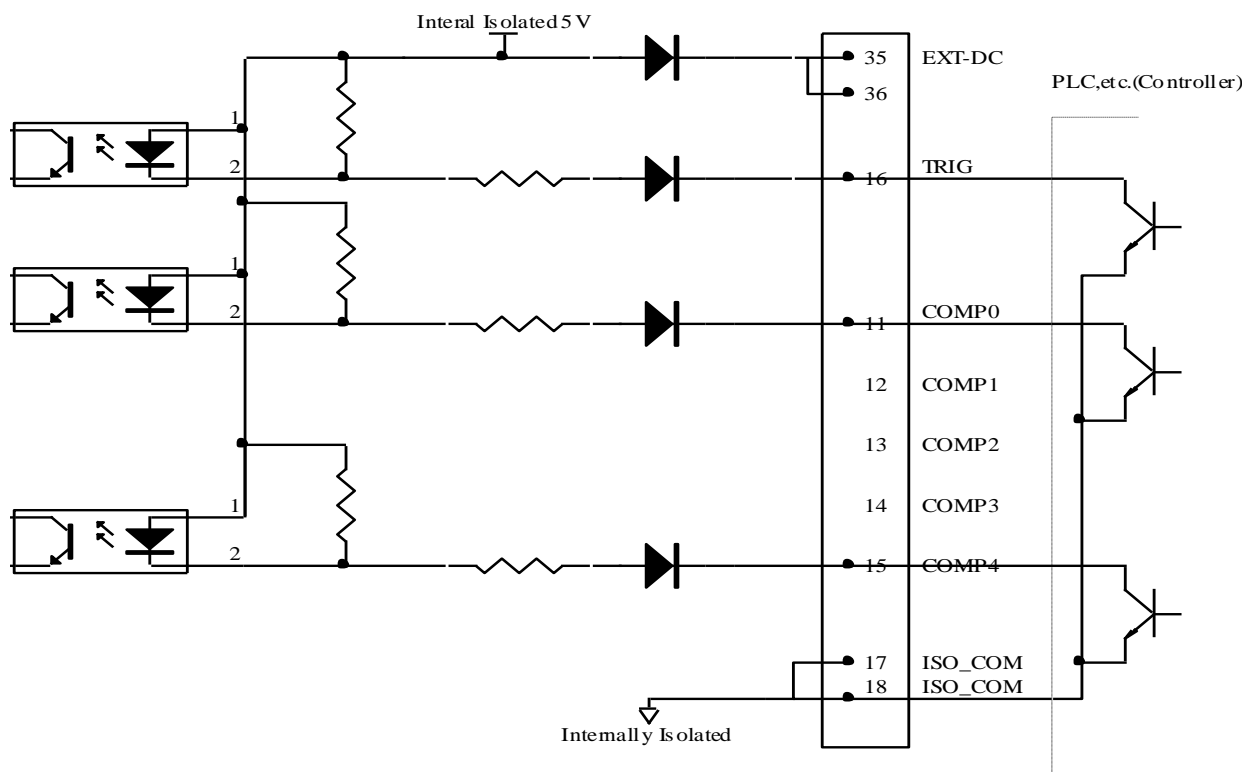 Interal Isolated 5 V
35 EXT-DC
36
PLC,etc.(Controller)
1
2
16 TRIG
1
2
11 COMP0
12 COMP1
13 COMP2
14 COMP3
1
2
15 COMP4
17 ISO_COM
18 ISO_COM
Internally Isolated